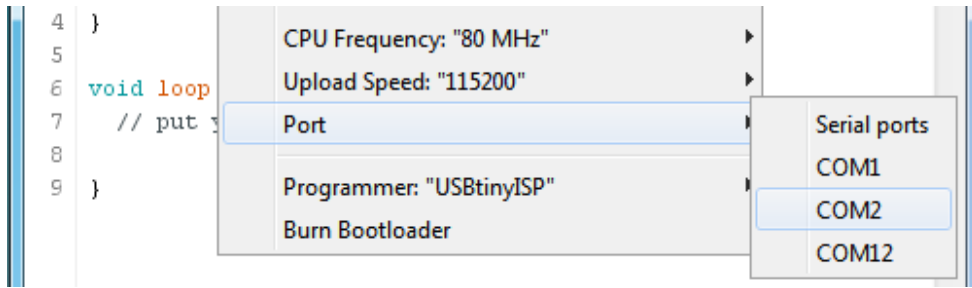 4 }
5
6 void loop
7 // put y
8
9 }
CPU Frequency: "80 MHz"
Upload Speed: "115200"
Port
Programmer: "USBtinyISP"
Burn Bootloader
Serial ports
COM1
COM2
COM12